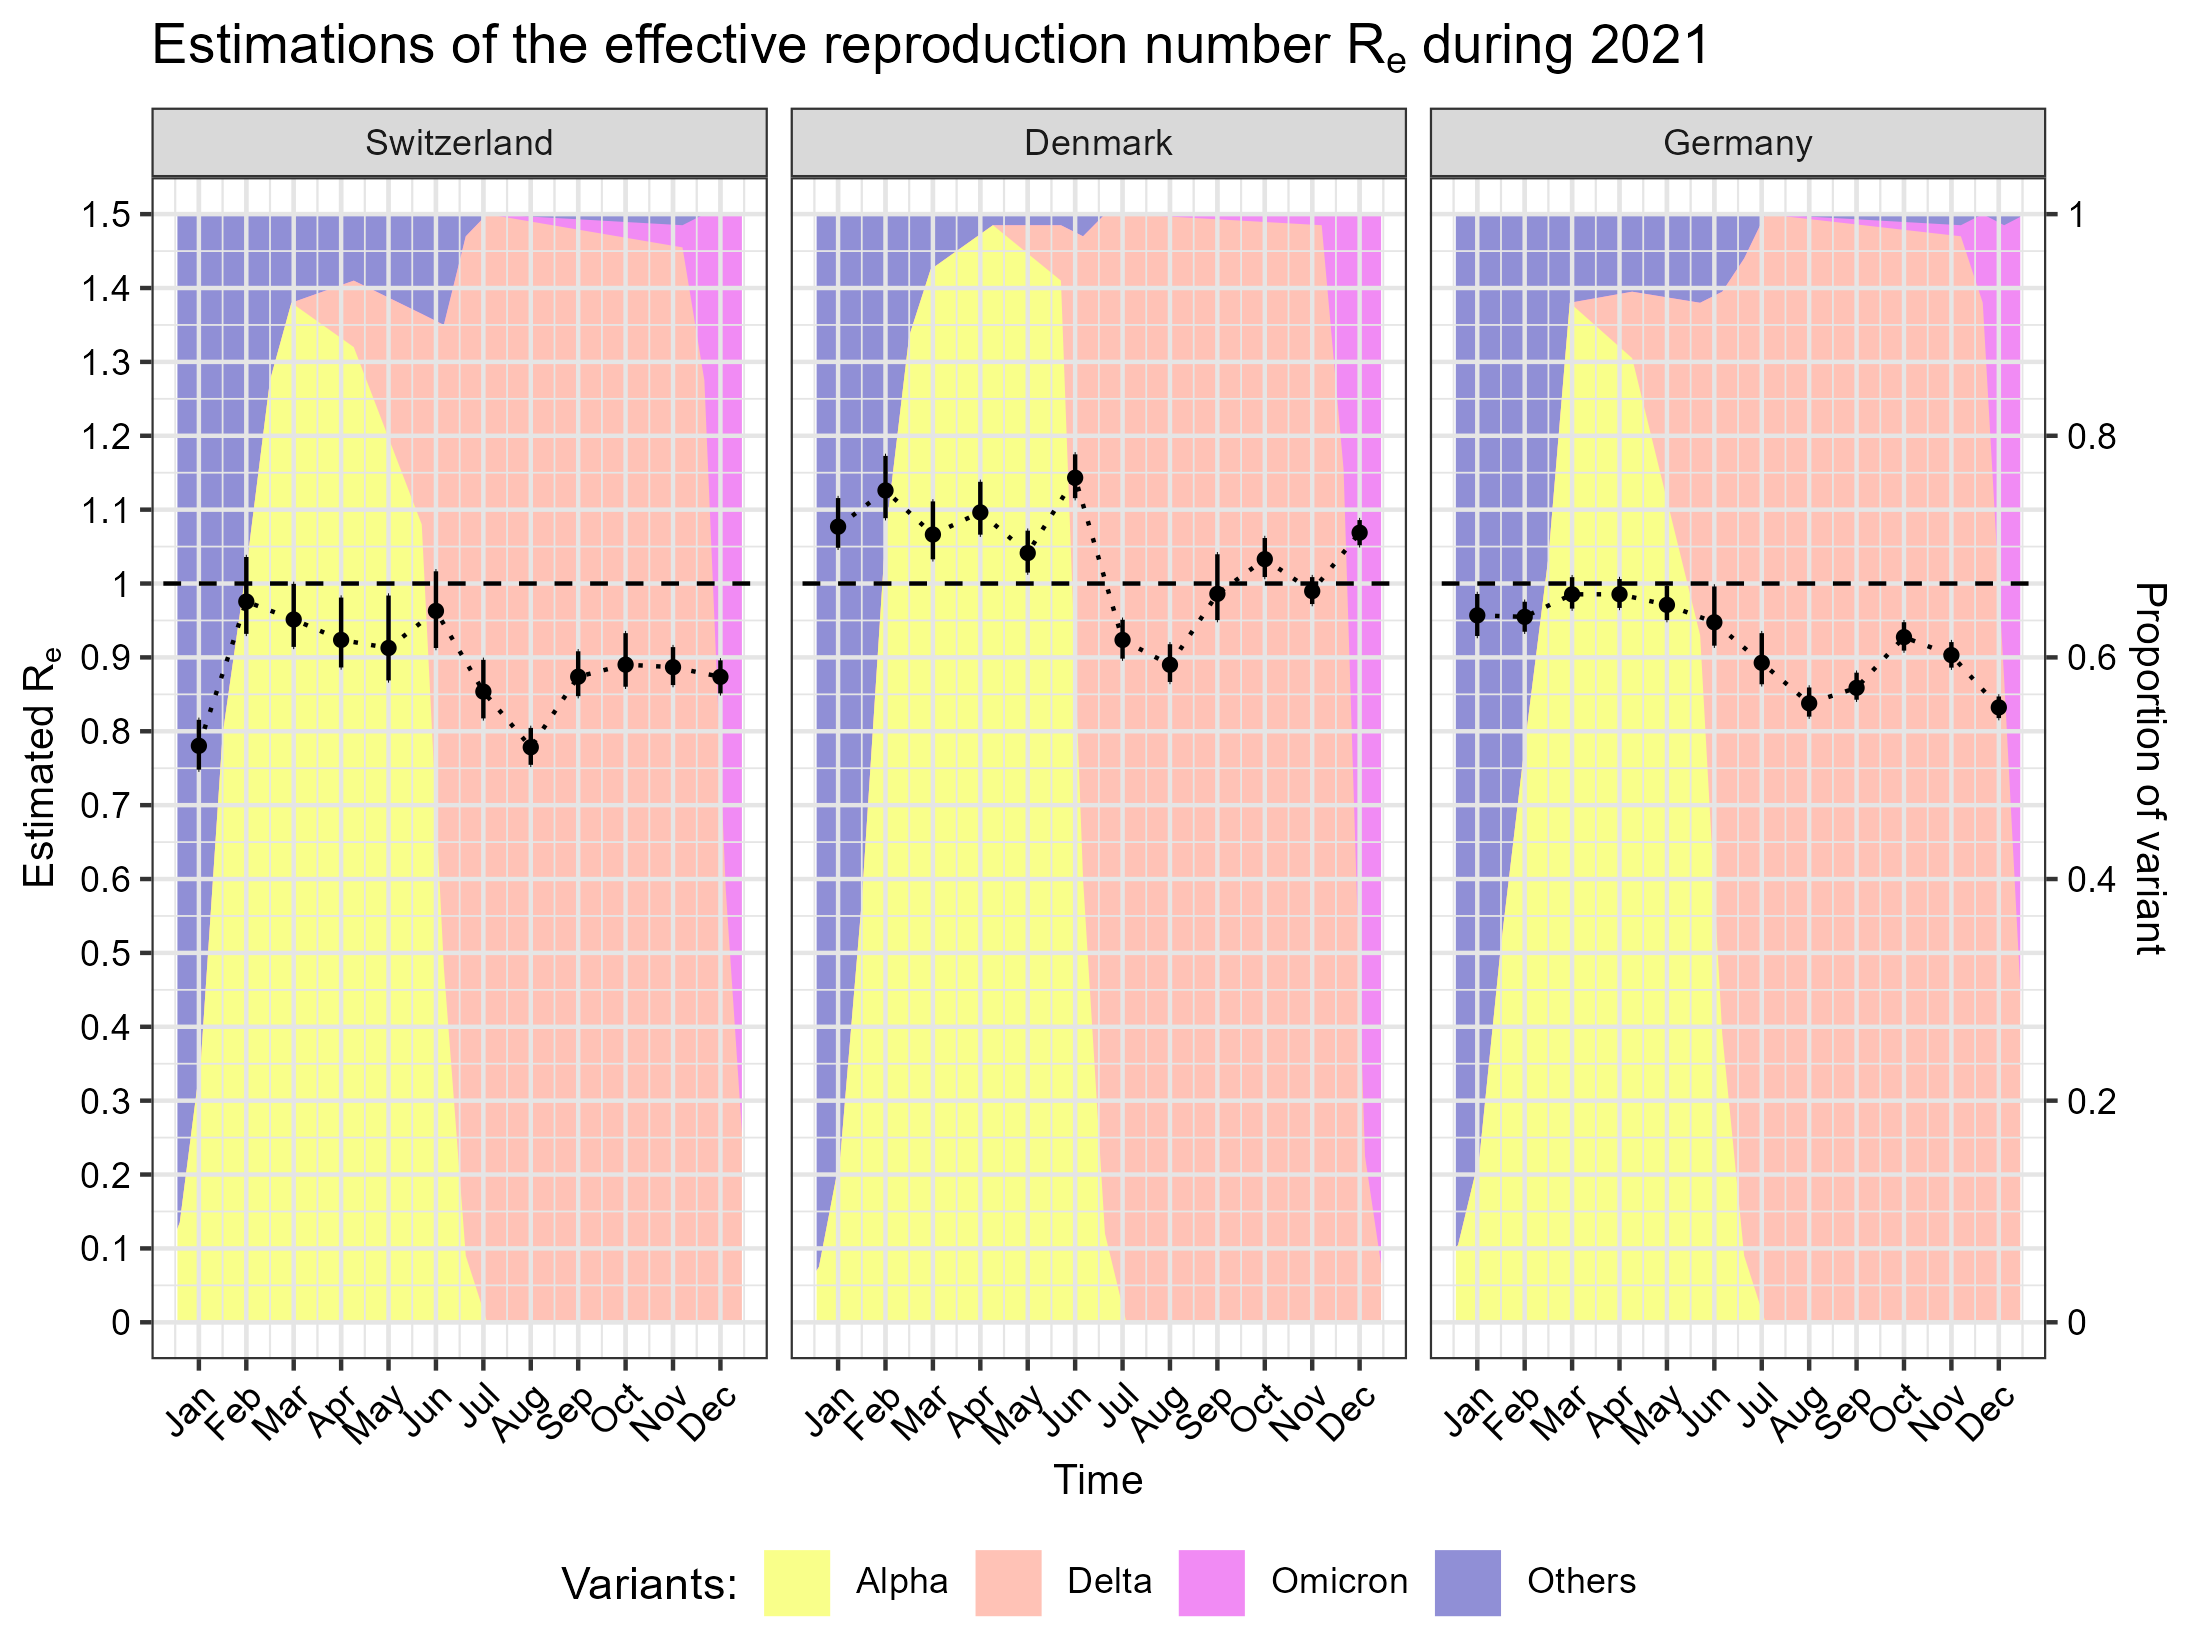 Estimations of the effective reproduction number Re during 2021
Switzerland Denmark Germany
Estimated Re
1.5
1.4
1.3
1.2
1.1
1
0.9
0.8
0.7
0.6
0.5
0.4
0.3
0.2
0.1
0
1
0.8
0.6
0.4
0.2
0
Proportion of variant
Jan Feb Mar Apr May Jun Jul Aug Sep Oct Nov Dec
Jan Feb Mar Apr May Jun Jul Aug Sep Oct Nov Dec
Jan Feb Mar Apr May Jun Jul Aug Sep Oct Nov Dec
Time
Variants: Alpha Delta Omicron Others